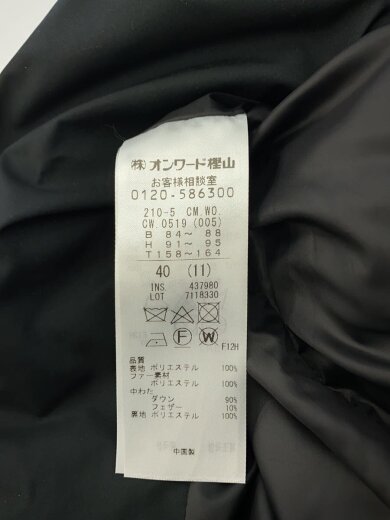 (株)オンワード樫山
お客様相談室
0120-586300
210-5 CM.WO.
CW.0519 (005)
B 84～ 88
H 91～ 95
T 158～164
40 (11)
INS 437980
LOT 7118330
F
W
F12H
品質
表地 ポリエステル 100%
ファー素材
ポリエステル 100%
中わた
ダウン 90%
フェザー 10%
裏地 ポリエステル 100%
中国製